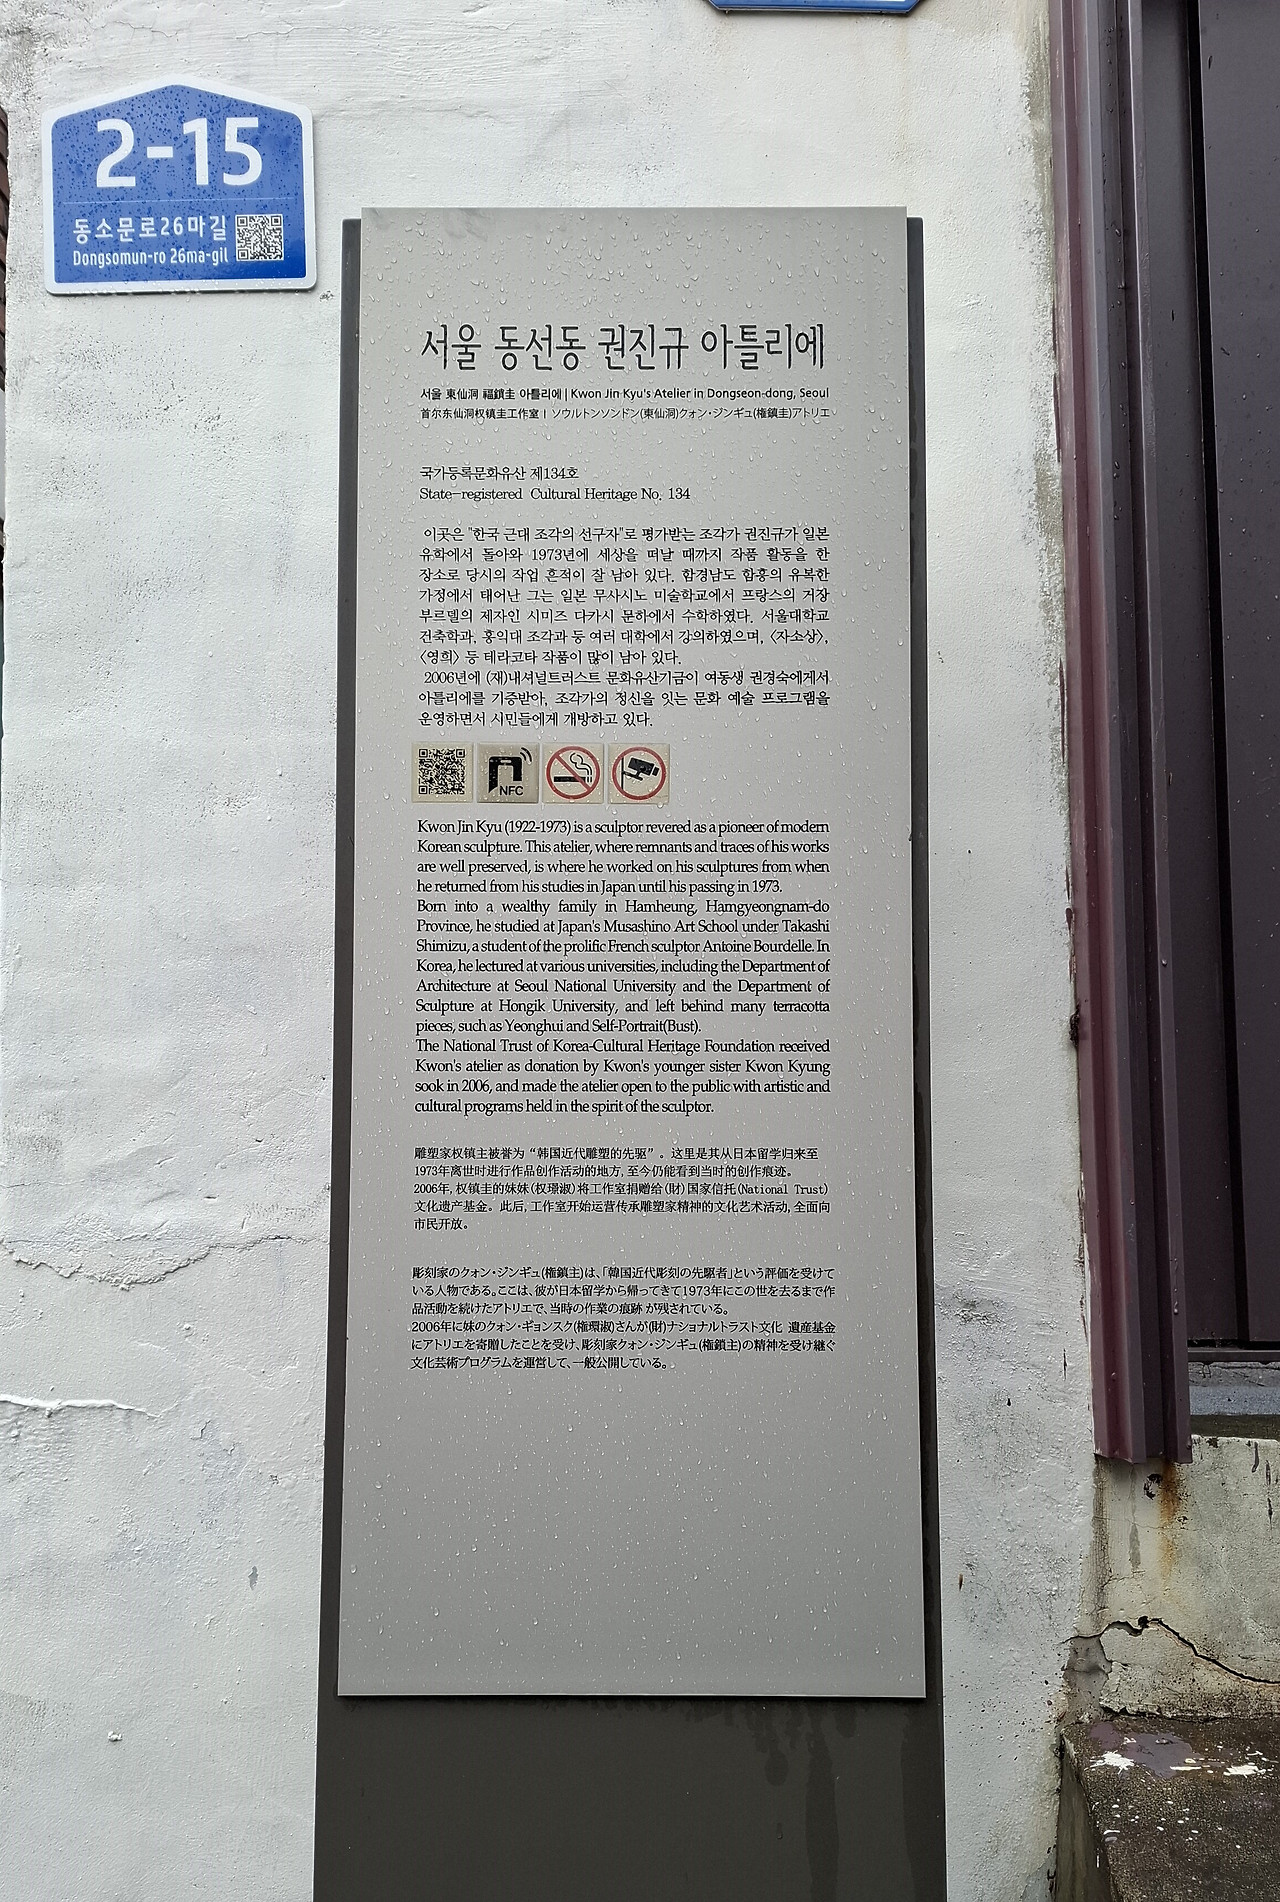 2-15
동소문로26마길
Dongsomun-ro 26ma-gil
서울 동선동 권진규 아틀리에
서울 東仙洞 福鎭圭 아틀리에 | Kwon Jin Kyu's Atelier in Dongseon-dong, Seoul
首尔东仙洞权镇圭工作室 | ソウルトンソンドン(東仙洞)クォン・ジンギュ(権鎭圭)アトリエ
국가등록문화유산 제134호
State-registered Cultural Heritage No. 134
이곳은 "한국 근대 조각의 선구자"로 평가받는 조각가 권진규가 일본
유학에서 돌아와 1973년에 세상을 떠날 때까지 작품 활동을 한
장소로 당시의 작업 흔적이 잘 남아 있다. 함경남도 함흥의 유복한
가정에서 태어난 그는 일본 무사시노 미술학교에서 프랑스의 거장
부르델의 제자인 시미즈 다카시 문하에서 수학하였다. 서울대학교
건축학과, 홍익대 조각과 등 여러 대학에서 강의하였으며, 〈자소상〉,
〈영희〉 등 테라코타 작품이 많이 남아 있다.
2006년에 (재)내셔널트러스트 문화유산기금이 여동생 권경숙에게서
아틀리에를 기증받아, 조각가의 정신을 잇는 문화 예술 프로그램을
운영하면서 시민들에게 개방하고 있다.
NFC
Kwon Jin Kyu (1922-1973) is a sculptor revered as a pioneer of modern
Korean sculpture. This atelier, where remnants and traces of his works
are well preserved, is where he worked on his sculptures from when
he returned from his studies in Japan until his passing in 1973.
Born into a wealthy family in Hamheung, Hamgyeongnam-do
Province, he studied at Japan's Musashino Art School under Takashi
Shimizu, a student of the prolific French sculptor Antoine Bourdelle. In
Korea, he lectured at various universities, including the Department of
Architecture at Seoul National University and the Department of
Sculpture at Hongik University, and left behind many terracotta
pieces, such as Yeonghui and Self-Portrait(Bust).
The National Trust of Korea-Cultural Heritage Foundation received
Kwon's atelier as donation by Kwon's younger sister Kwon Kyung
sook in 2006, and made the atelier open to the public with artistic and
cultural programs held in the spirit of the sculptor.
雕塑家权镇主被誉为“韩国近代雕塑的先驱”。这里是其从日本留学归来至
1973年离世时进行作品创作活动的地方, 至今仍能看到当时的创作痕迹。
2006年, 权镇圭的妹妹(权璟淑)将工作室捐赠给(财)国家信托(National Trust)
文化遗产基金。此后, 工作室开始运营传承雕塑家精神的文化艺术活动, 全面向
市民开放。
彫刻家のクォン・ジンギュ(権鎮主)は、「韓国近代彫刻の先駆者」という評価を受けて
いる人物である。ここは、彼が日本留学から帰ってきて1973年にこの世を去るまで作
品活動を続けたアトリエで、当時の作業の痕跡 が残されている。
2006年に妹のクォン・ギョンスク(権環淑)さんが(財)ナショナルトラスト文化 遺産基金
にアトリエを寄贈したことを受け、彫刻家クォン・ジンギュ(権鎖主)の精神を受け継ぐ
文化芸術プログラムを運営して、一般公開している。